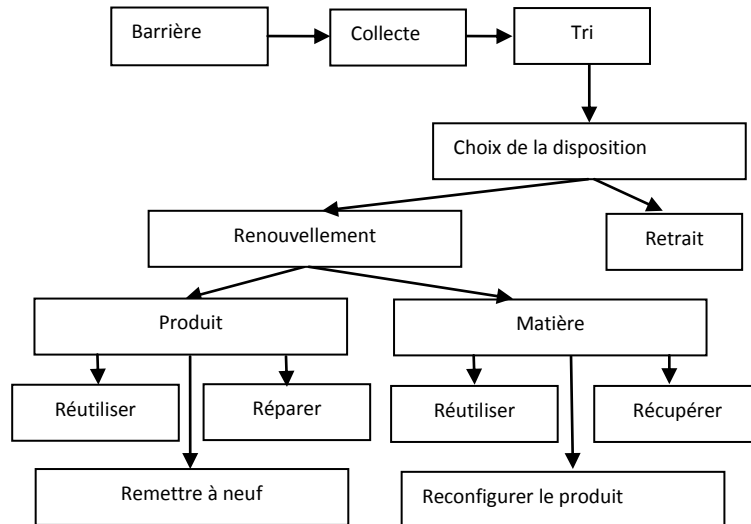 Barrière
Collecte
Tri
Choix de la disposition
Renouvellement
Retrait
Produit
Matière
Réutiliser
Réparer
Réutiliser
Récupérer
Remettre à neuf
Reconfigurer le produit